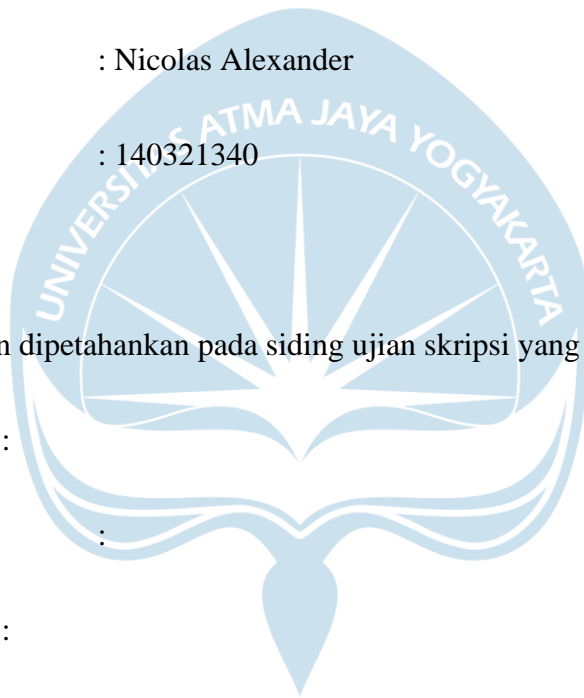 : Nicolas Alexander
UNIVERSITAS ATMA JAYA YOGYAKARTA
: 140321340
n dipetahankan pada siding ujian skripsi yang
:
:
: